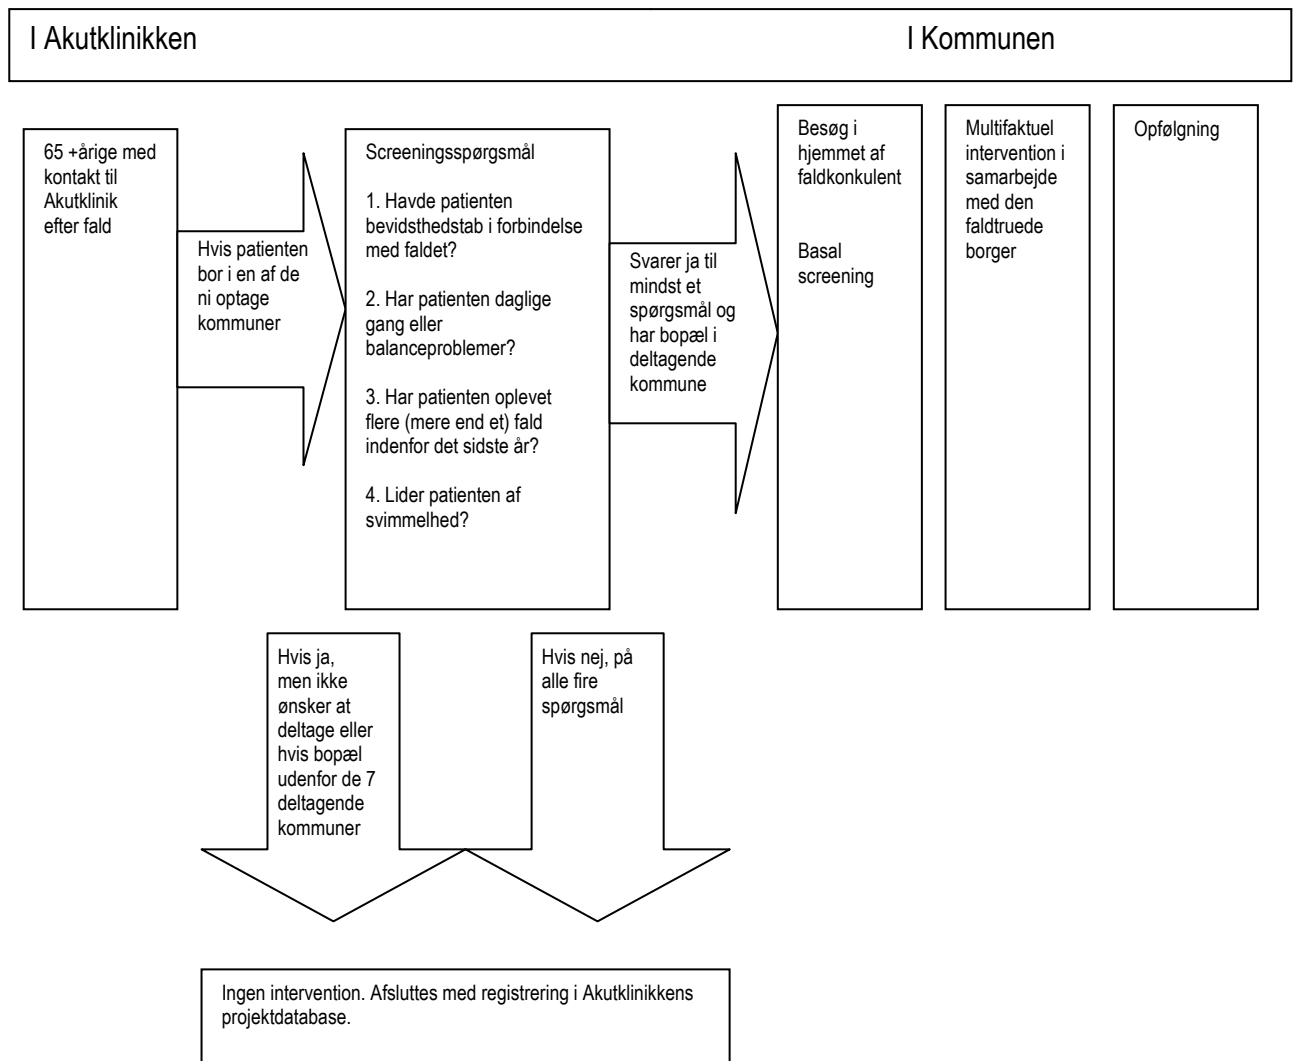 I Akutklinikken
I Kommunen
65 +årige med
kontakt til
Akutklinik
efter fald
Hvis patienten
bor i en af de
ni optage
kommuner
Screeningsspørgsmål
1. Havde patienten
bevidsthedstab i forbindelse
med faldet?
2. Har patienten daglige
gang eller
balanceproblemer?
3. Har patienten oplevet
flere (mere end et) fald
indenfor det sidste år?
4. Lider patienten af
svimmelhed?
Svarer ja til
mindst et
spørgsmål og
har bopæl i
deltagende
kommune
Besøg i
hjemmet af
faldkonkulent
Basal
screening
Multifaktuel
intervention i
samarbejde
med den
faldtruede
borger
Opfølgning
Hvis ja,
men ikke
ønsker at
deltage eller
hvis bopæl
udenfor de 7
deltagende
kommuner
Hvis nej, på
alle fire
spørgsmål
Ingen intervention. Afsluttes med registrering i Akutklinikkens
projektdatabase.